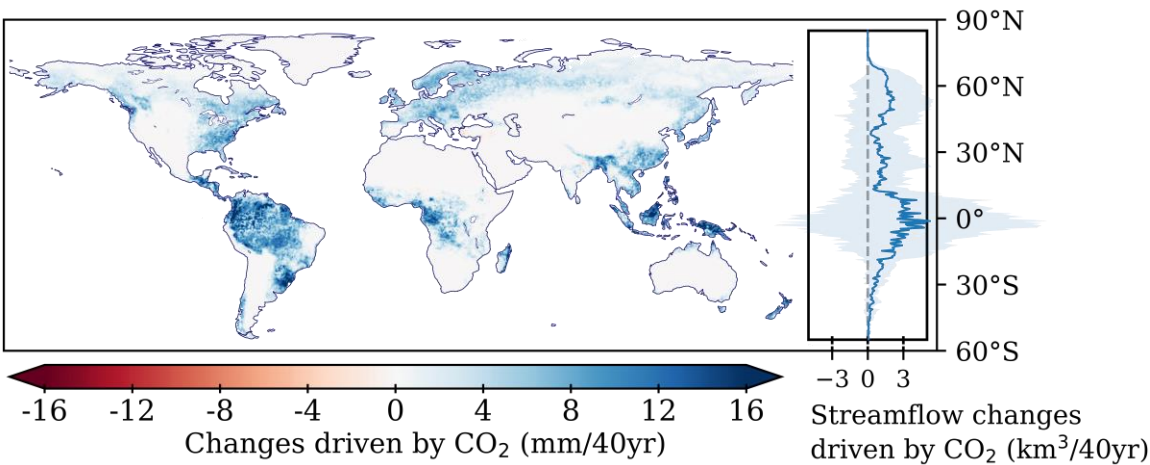 90°N
60°N
30°N
0°
30°S
60°S
−3 0 3
-16 -12 -8 -4 0 4 8 12 16
Changes driven by CO₂ (mm/40yr)
Streamflow changes
driven by CO₂ (km³/40yr)